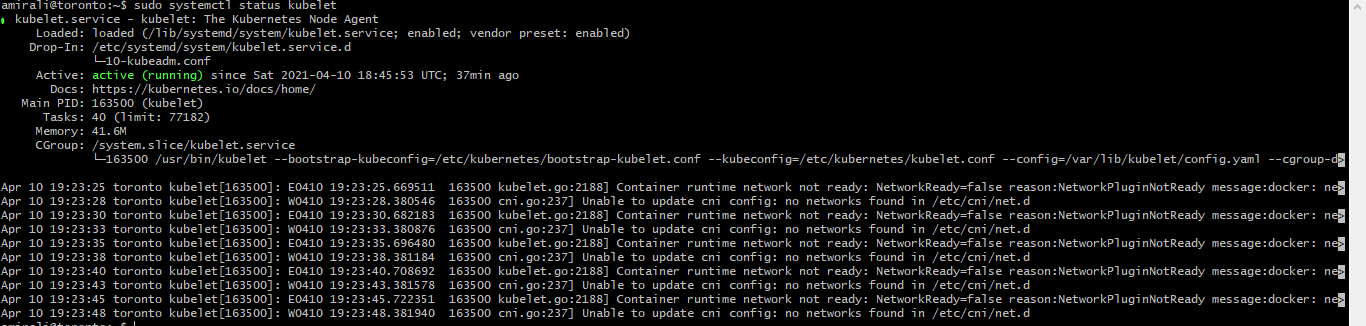 amirali@toronto:~$ sudo systemctl status kubelet
kubelet.service - kubelet: The Kubernetes Node Agent
Loaded: loaded (/lib/systemd/system/kubelet.service; enabled; vendor preset: enabled)
Drop-In: /etc/systemd/system/kubelet.service.d
└─10-kubeadm.conf
Active: active (running) since Sat 2021-04-10 18:45:53 UTC; 37min ago
Docs: https://kubernetes.io/docs/home/
Main PID: 163500 (kubelet)
Tasks: 40 (limit: 77182)
Memory: 41.6M
CGroup: /system.slice/kubelet.service
└─163500 /usr/bin/kubelet --bootstrap-kubeconfig=/etc/kubernetes/bootstrap-kubelet.conf --kubeconfig=/etc/kubernetes/kubelet.conf --config=/var/lib/kubelet/config.yaml --cgroup-d>
Apr 10 19:23:25 toronto kubelet[163500]: E0410 19:23:25.669511  163500 kubelet.go:2188] Container runtime network not ready: NetworkReady=false reason:NetworkPluginNotReady message:docker: ne>
Apr 10 19:23:28 toronto kubelet[163500]: W0410 19:23:28.380546  163500 cni.go:237] Unable to update cni config: no networks found in /etc/cni/net.d
Apr 10 19:23:30 toronto kubelet[163500]: E0410 19:23:30.682183  163500 kubelet.go:2188] Container runtime network not ready: NetworkReady=false reason:NetworkPluginNotReady message:docker: ne>
Apr 10 19:23:33 toronto kubelet[163500]: W0410 19:23:33.380876  163500 cni.go:237] Unable to update cni config: no networks found in /etc/cni/net.d
Apr 10 19:23:35 toronto kubelet[163500]: E0410 19:23:35.696480  163500 kubelet.go:2188] Container runtime network not ready: NetworkReady=false reason:NetworkPluginNotReady message:docker: ne>
Apr 10 19:23:38 toronto kubelet[163500]: W0410 19:23:38.381184  163500 cni.go:237] Unable to update cni config: no networks found in /etc/cni/net.d
Apr 10 19:23:40 toronto kubelet[163500]: E0410 19:23:40.708692  163500 kubelet.go:2188] Container runtime network not ready: NetworkReady=false reason:NetworkPluginNotReady message:docker: ne>
Apr 10 19:23:43 toronto kubelet[163500]: W0410 19:23:43.381578  163500 cni.go:237] Unable to update cni config: no networks found in /etc/cni/net.d
Apr 10 19:23:45 toronto kubelet[163500]: E0410 19:23:45.722351  163500 kubelet.go:2188] Container runtime network not ready: NetworkReady=false reason:NetworkPluginNotReady message:docker: ne>
Apr 10 19:23:48 toronto kubelet[163500]: W0410 19:23:48.381940  163500 cni.go:237] Unable to update cni config: no networks found in /etc/cni/net.d
amirali@toronto:~$